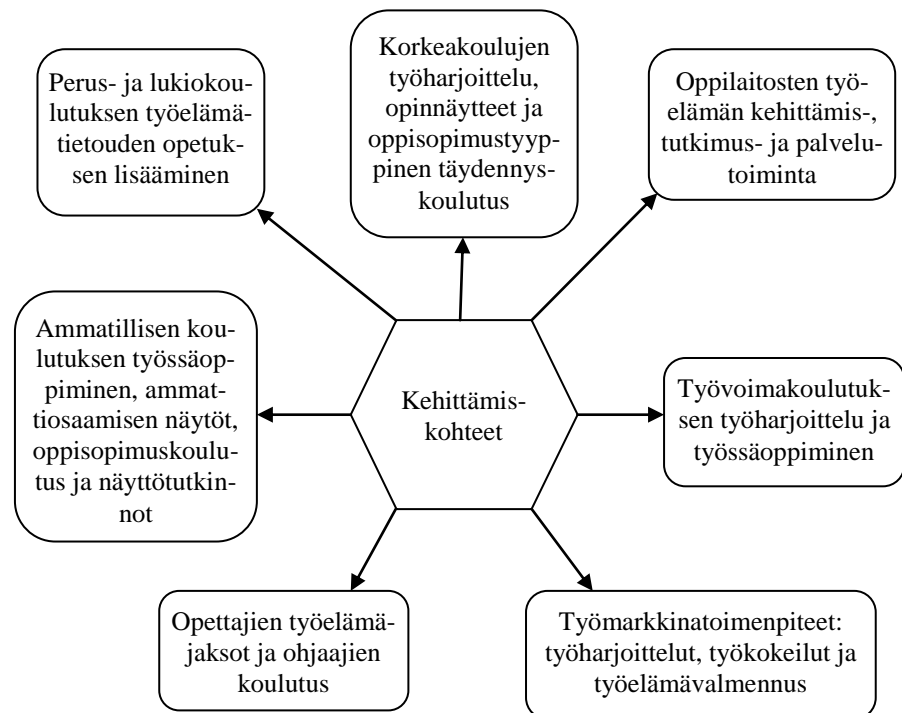 Perus- ja lukiokou-
lutuksen työelämä-
tietouden opetuk-
sen lisääminen
Korkeakoulujen
työharjoittelu,
opinnäytteet ja
oppisopimustyyp-
pinen täydennys-
koulutus
Oppilaitosten työ-
elämän kehittämis-,
tutkimus- ja palvelu-
toiminta
Ammatillisen kou-
lutuksen työssäop-
piminen, ammat-
tiosaamisen näytöt,
oppisopimuskoulu-
tus ja näyttötutkin-
not
Kehittämis-
kohteet
Työvoimakoulutuk-
sen työharjoittelu ja
työssäoppiminen
Opettajien työelämä-
jaksot ja ohjaajien
koulutus
Työmarkkinatoimenpiteet:
työharjoittelut, työkokeilut ja
työelämävalmennus